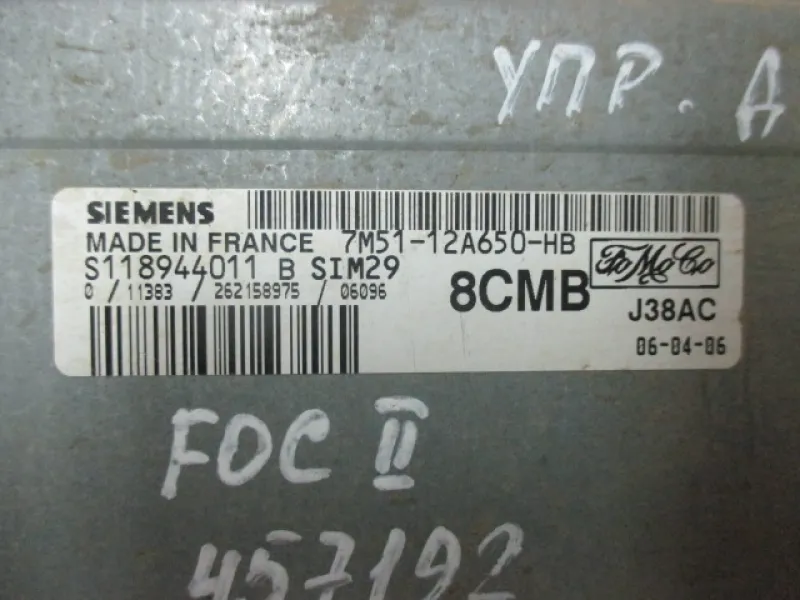 УПР. Д
SIEMENS
MADE IN FRANCE 7M51-12A650-HB
S118944011 B SIM29
FoMoCo
0 / 11383 / 262158975 / 06096
8CMB
J38AC
06-04-06
FOC II
457192